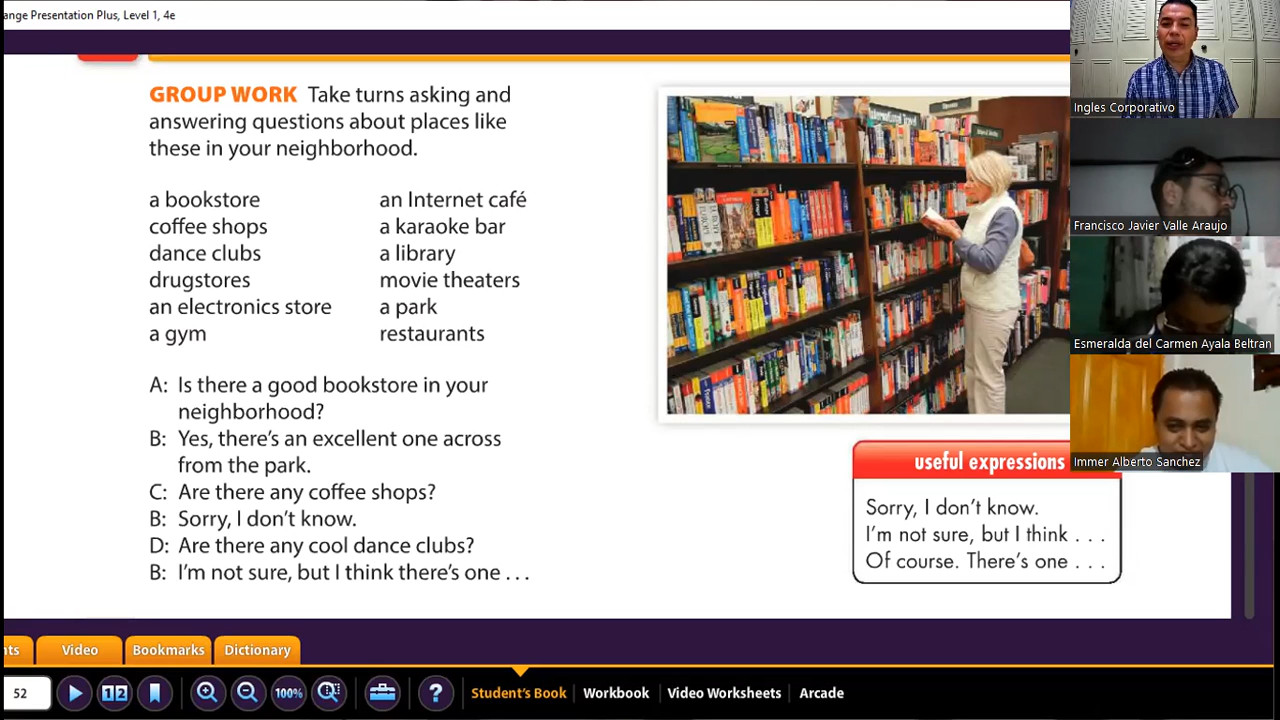 ange Presentation Plus, Level 1, 4e
GROUP WORK Take turns asking and
answering questions about places like
these in your neighborhood.
a bookstore
coffee shops
dance clubs
drugstores
an electronics store
a gym
an Internet café
a karaoke bar
a library
movie theaters
a park
restaurants
A: Is there a good bookstore in your
neighborhood?
B: Yes, there's an excellent one across
from the park.
C: Are there any coffee shops?
B: Sorry, I don't know.
D: Are there any cool dance clubs?
B: I'm not sure, but I think there's one . . .
useful expressions
Sorry, I don't know.
I'm not sure, but I think . . .
Of course. There's one . . .
Ingles Corporativo
Francisco Javier Valle Araujo
Esmeralda del Carmen Ayala Beltran
Immer Alberto Sanchez
nts
Video
Bookmarks
Dictionary
52
12
100%
?
Student's Book
Workbook
Video Worksheets
Arcade